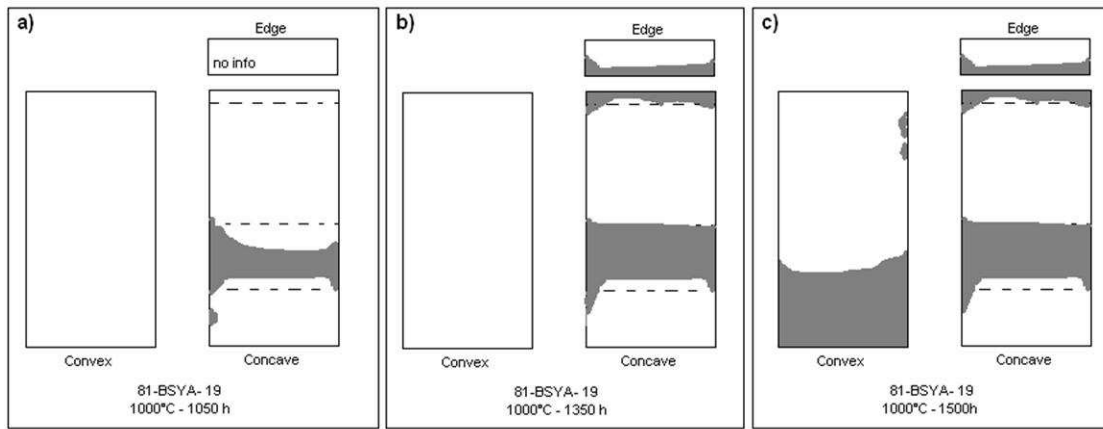 a)
Edge
no info
Convex
Concave
81-BSYA- 19
1000°C - 1050 h
b)
Edge
Convex
Concave
81-BSYA- 19
1000°C - 1350 h
c)
Edge
Convex
Concave
81-BSYA- 19
1000°C -1500h